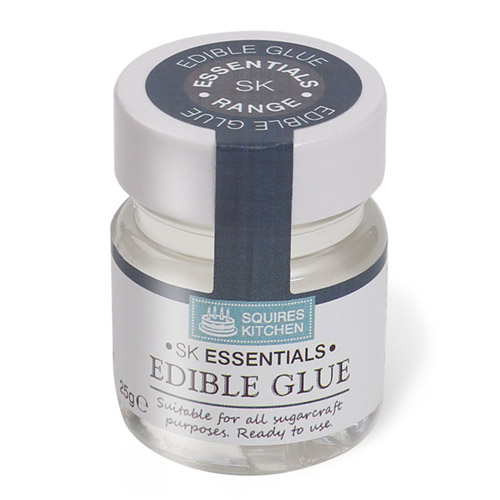 EDIBLE GLUE
• ESSENTIALS •
SK
RANGE
EDIBLE GLUE
SQUIRES
KITCHEN
• SK ESSENTIALS •
EDIBLE GLUE
25g℮
Suitable for all sugarcraft
purposes. Ready to use.